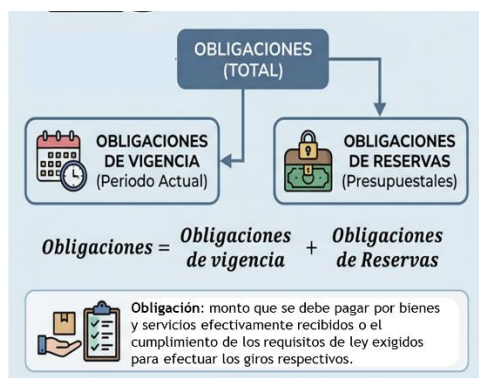 OBLIGACIONES
(TOTAL)
OBLIGACIONES
DE VIGENCIA
(Periodo Actual)
OBLIGACIONES
DE RESERVAS
(Presupuestales)
Obligaciones = Obligaciones de vigencia + Obligaciones de Reservas
Obligación: monto que se debe pagar por bienes
y servicios efectivamente recibidos o el
cumplimiento de los requisitos de ley exigidos
para efectuar los giros respectivos.